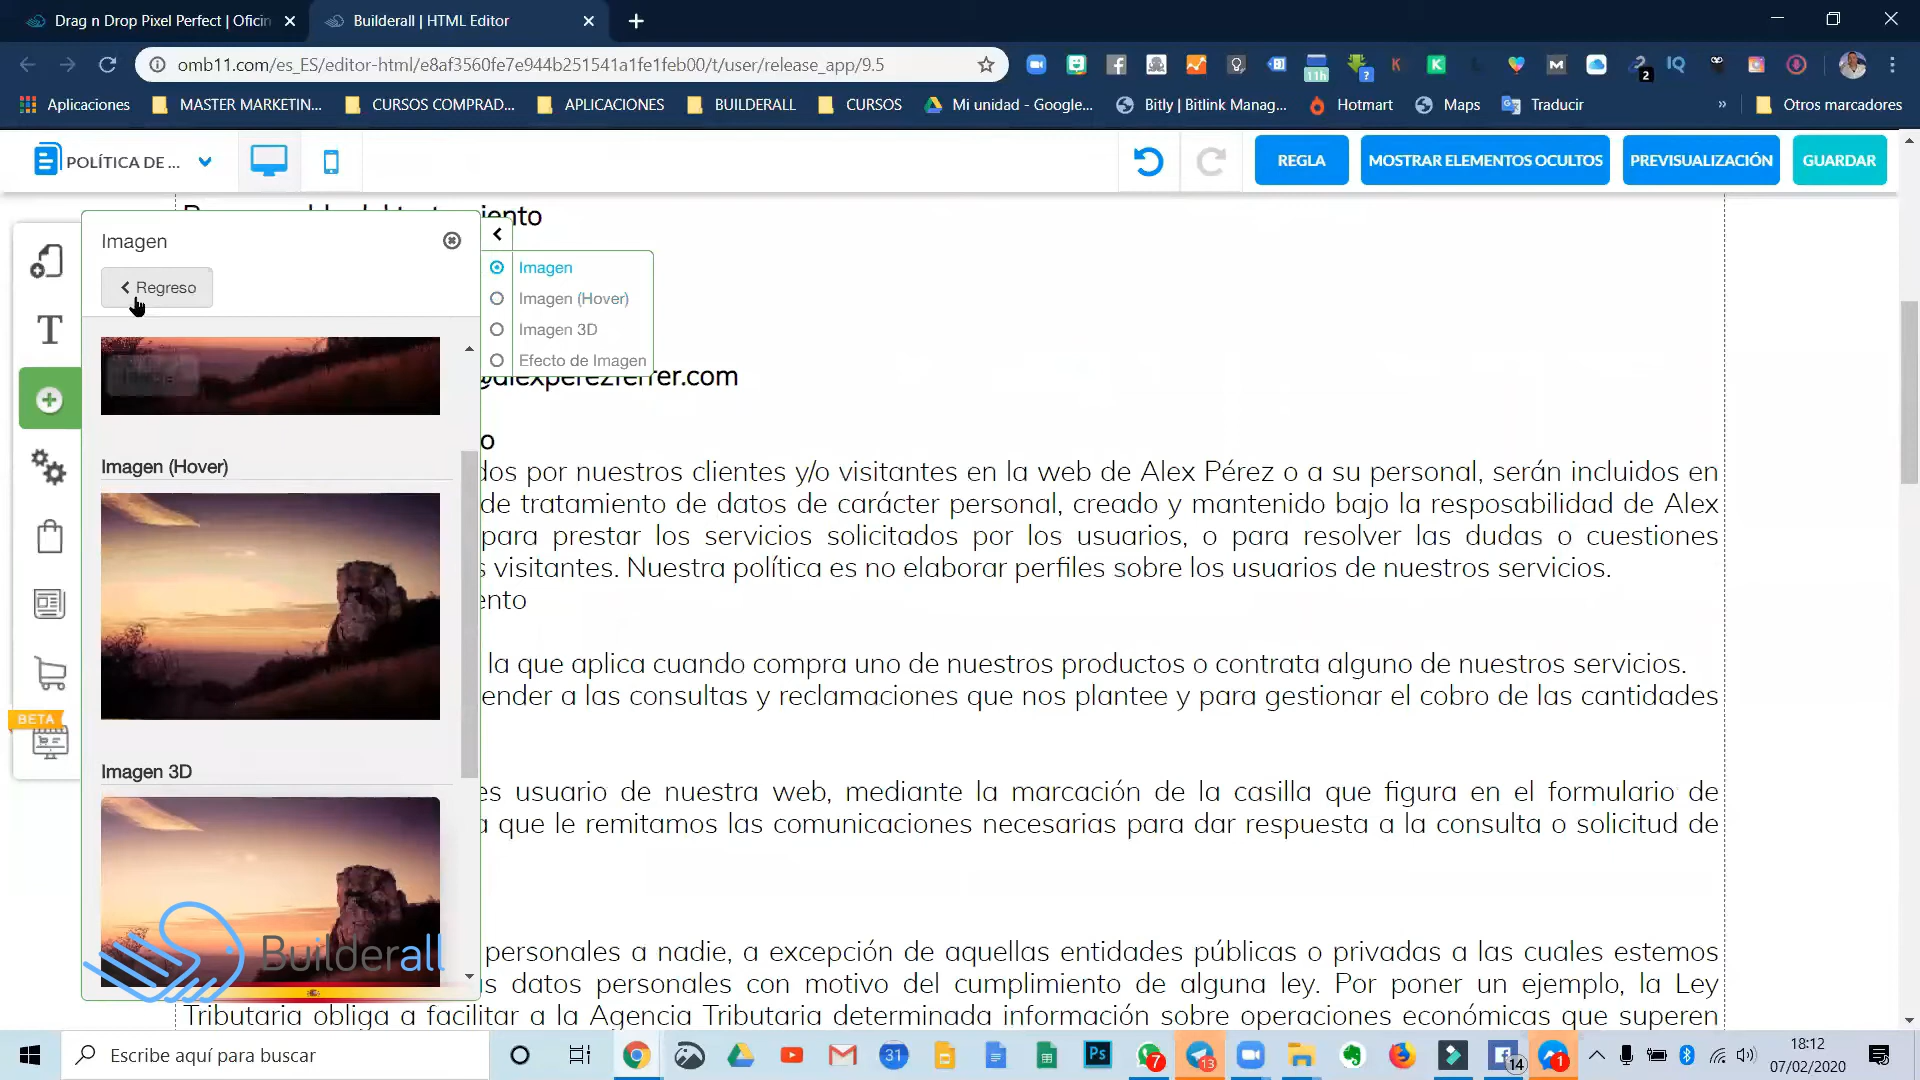 Drag n Drop Pixel Perfect | Oficin
Builderall | HTML Editor
omb11.com/es_ES/editor-html/e8af3560fe7e944b251541a1fe1feb00/t/user/release_app/9.5
11h
?
2
Aplicaciones
MASTER MARKETIN...
CURSOS COMPRAD...
APLICACIONES
BUILDERALL
CURSOS
Mi unidad - Google...
Bitly | Bitlink Manag...
Hotmart
Maps
Traducir
»
Otros marcadores
POLÍTICA DE ...
REGLA
MOSTRAR ELEMENTOS OCULTOS
PREVISUALIZACIÓN
GUARDAR
Imagen
Regreso
Imagen
Imagen (Hover)
Imagen 3D
Efecto de Imagen
Imagen (Hover)
Imagen 3D
BETA
Builderall
@alexperezferrer.com
o
dos por nuestros clientes y/o visitantes en la web de Alex Pérez o a su personal, serán incluidos en
de tratamiento de datos de carácter personal, creado y mantenido bajo la responsabilidad de Alex
para prestar los servicios solicitados por los usuarios, o para resolver las dudas o cuestiones
s visitantes. Nuestra política es no elaborar perfiles sobre los usuarios de nuestros servicios.
ento
la que aplica cuando compra uno de nuestros productos o contrata alguno de nuestros servicios.
ender a las consultas y reclamaciones que nos plantee y para gestionar el cobro de las cantidades
es usuario de nuestra web, mediante la marcación de la casilla que figura en el formulario de
a que le remitamos las comunicaciones necesarias para dar respuesta a la consulta o solicitud de
personales a nadie, a excepción de aquellas entidades públicas o privadas a las cuales estemos
s datos personales con motivo del cumplimiento de alguna ley. Por poner un ejemplo, la Ley
Tributaria obliga a facilitar a la Agencia Tributaria determinada información sobre operaciones económicas que superen
Escribe aquí para buscar
31
Ps
7
13
14
1
18:12
07/02/2020